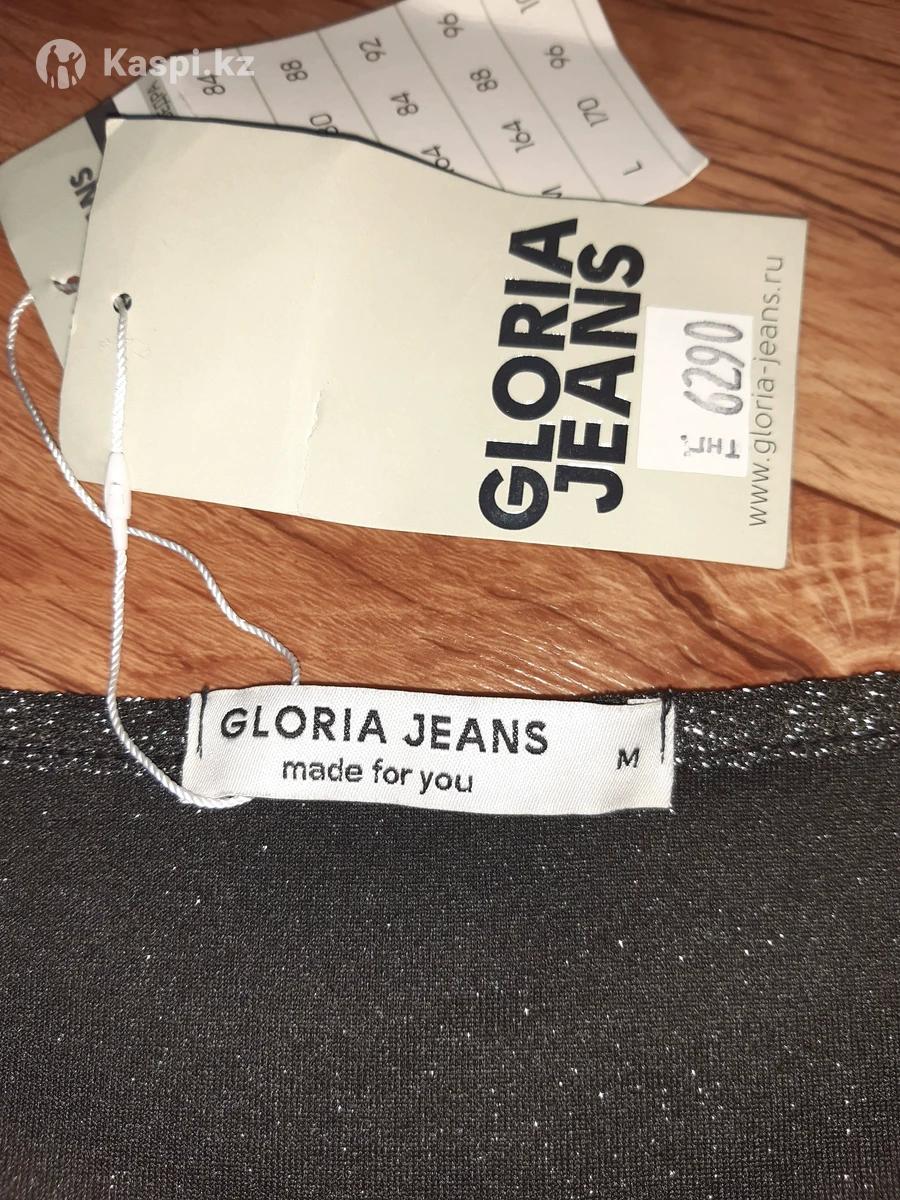 Kaspi.kz
96
96
170
L
92
88
164
88
84
84
GLORIA
JEANS
6290
тг
www.gloria-jeans.ru
GLORIA JEANS
made for you
M